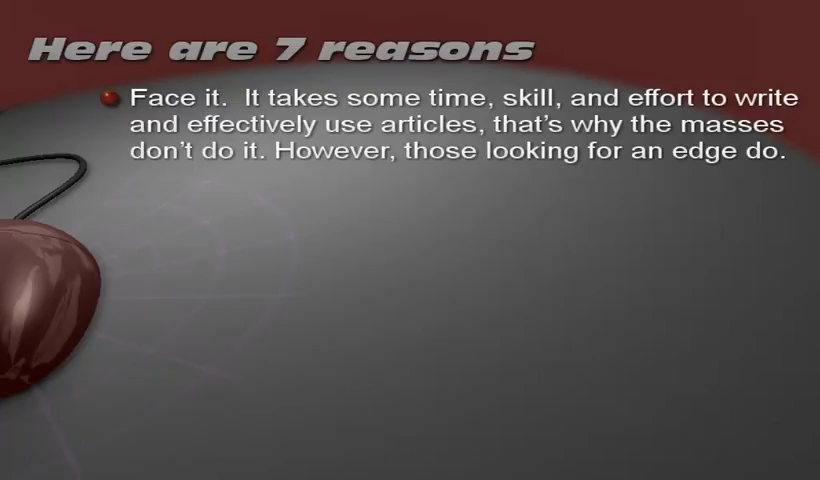 Here are 7 reasons
Face it.  It takes some time, skill, and effort to write
and effectively use articles, that’s why the masses
don’t do it. However, those looking for an edge do.